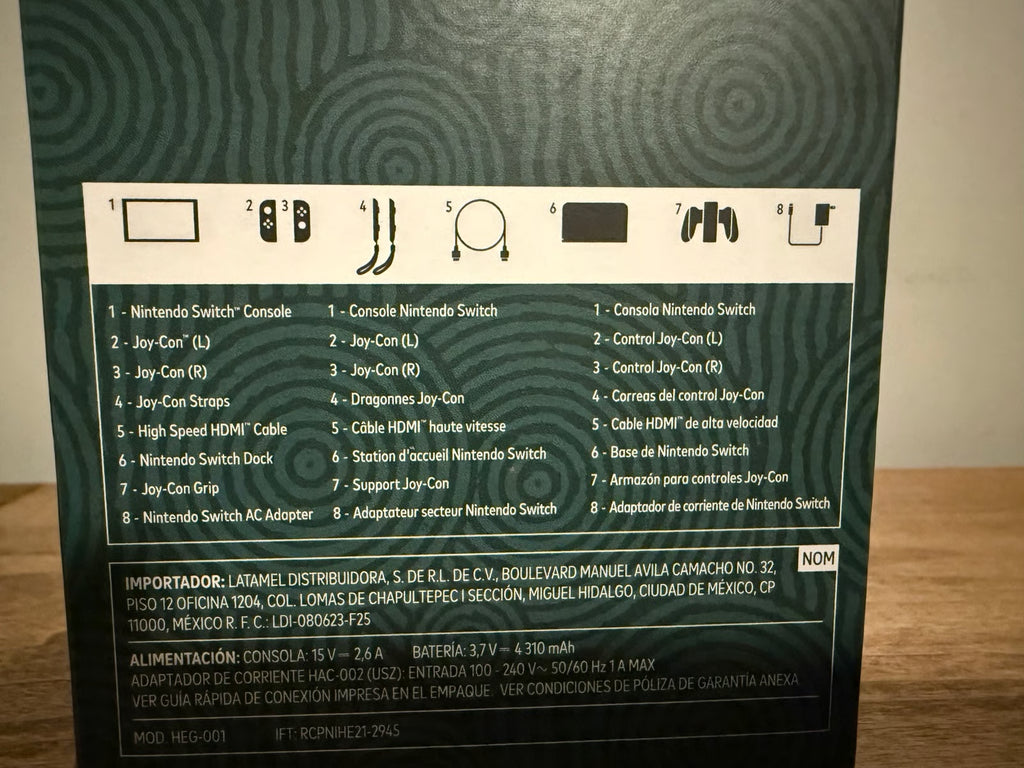 1 2 3 4 5 6 7 8
1 - Nintendo Switch™ Console
2 - Joy-Con™ (L)
3 - Joy-Con (R)
4 - Joy-Con Straps
5 - High Speed HDMI™ Cable
6 - Nintendo Switch Dock
7 - Joy-Con Grip
8 - Nintendo Switch AC Adapter
1 - Console Nintendo Switch
2 - Joy-Con (L)
3 - Joy-Con (R)
4 - Dragonnes Joy-Con
5 - Câble HDMI™ haute vitesse
6 - Station d'accueil Nintendo Switch
7 - Support Joy-Con
8 - Adaptateur secteur Nintendo Switch
1 - Consola Nintendo Switch
2 - Control Joy-Con (L)
3 - Control Joy-Con (R)
4 - Correas del control Joy-Con
5 - Cable HDMI™ de alta velocidad
6 - Base de Nintendo Switch
7 - Armazón para controles Joy-Con
8 - Adaptador de corriente de Nintendo Switch
NOM
IMPORTADOR: LATAMEL DISTRIBUIDORA, S. DE R.L. DE C.V., BOULEVARD MANUEL AVILA CAMACHO NO. 32,
PISO 12 OFICINA 1204, COL. LOMAS DE CHAPULTEPEC I SECCIÓN, MIGUEL HIDALGO, CIUDAD DE MÉXICO, CP
11000, MÉXICO R. F. C.: LDI-080623-F25
ALIMENTACIÓN: CONSOLA: 15 V⎓ 2,6 A BATERÍA: 3,7 V⎓ 4 310 mAh
ADAPTADOR DE CORRIENTE HAC-002 (USZ): ENTRADA 100 - 240 V~ 50/60 Hz 1 A MAX
VER GUÍA RÁPIDA DE CONEXIÓN IMPRESA EN EL EMPAQUE. VER CONDICIONES DE PÓLIZA DE GARANTÍA ANEXA
MOD. HEG-001 IFT: RCPNIHE21-2945